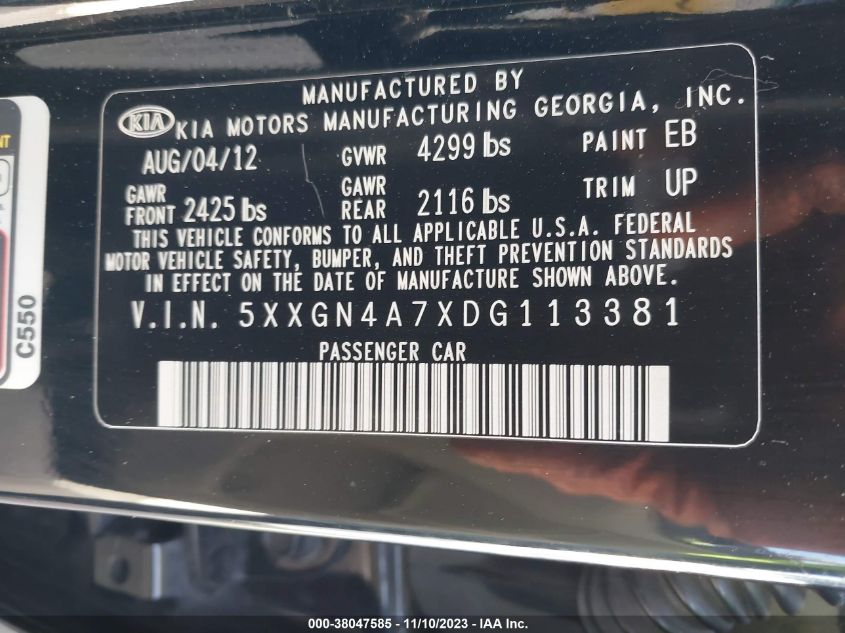 MANUFACTURED BY
KIA KIA MOTORS MANUFACTURING GEORGIA, INC.
AUG/04/12 GVWR 4299 lbs PAINT EB
GAWR FRONT 2425 lbs GAWR REAR 2116 lbs TRIM UP
THIS VEHICLE CONFORMS TO ALL APPLICABLE U.S.A. FEDERAL
MOTOR VEHICLE SAFETY, BUMPER, AND THEFT PREVENTION STANDARDS
IN EFFECT ON THE DATE OF MANUFACTURE SHOWN ABOVE.
V.I.N. 5XXGN4A7XDG113381
PASSENGER CAR
C550
000-38047585 - 11/10/2023 - IAA Inc.